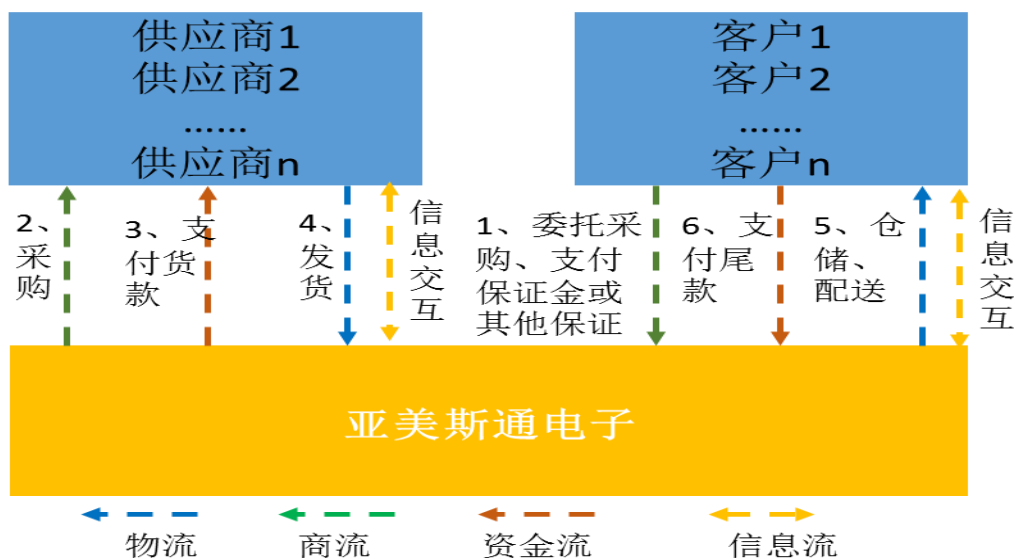 供应商1
供应商2
……
供应商n
客户1
客户2
……
客户n
2、
采
购
3、支
付货
款
4、
发
货
信
息
交
互
1、委托采
购、支付
保证金或
其他保证
6、支
付尾
款
5、仓
储、
配送
信
息
交
互
亚美斯通电子
物流
商流
资金流
信息流